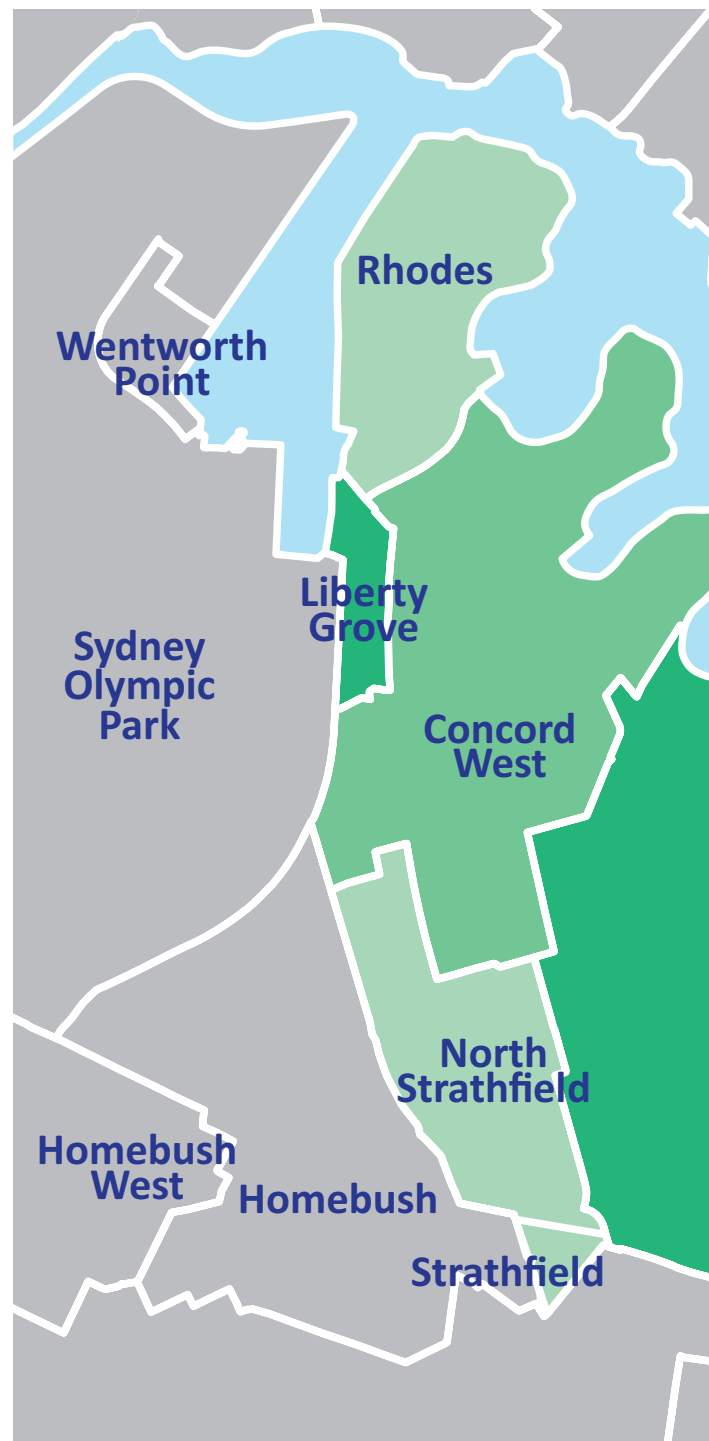 Rhodes
Wentworth
Point
Liberty
Grove
Sydney
Olympic
Park
Concord
West
North
Strathfield
Homebush
West
Homebush
Strathfield